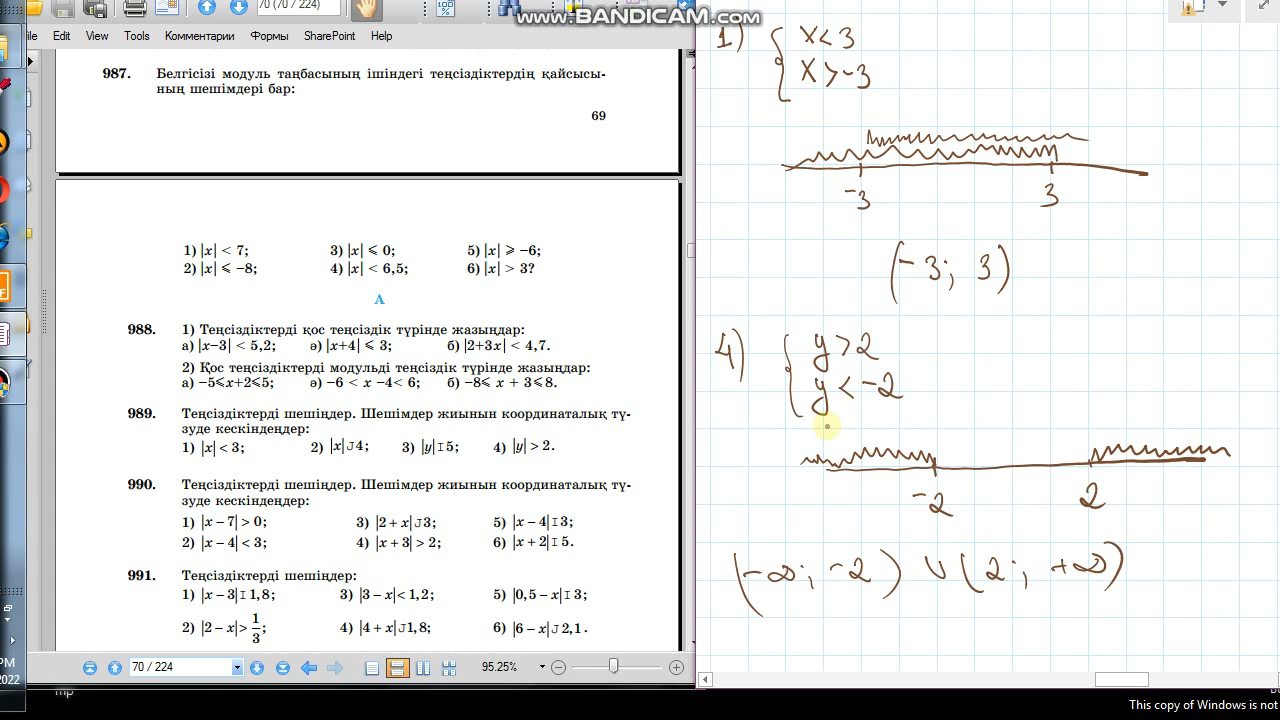 www.BANDICAM.com
70 (70 / 224)
ile Edit View Tools Комментарии Формы SharePoint Help
987. Белгісізі модуль таңбасының ішіндегі теңсіздіктердің қайсысы-
ның шешімдері бар:
69
1) |x| < 7; 3) |x| ⩽ 0; 5) |x| ⩾ −6;
2) |x| ⩽ −8; 4) |x| < 6,5; 6) |x| > 3?
А
988. 1) Теңсіздіктерді қос теңсіздік түрінде жазыңдар:
а) |x−3| < 5,2; ә) |x+4| ⩽ 3; б) |2+3x| < 4,7.
2) Қос теңсіздіктерді модульді теңсіздік түрінде жазыңдар:
а) −5⩽x+2⩽5; ә) −6 < x −4< 6; б) −8⩽ x + 3⩽8.
989. Теңсіздіктерді шешіңдер. Шешімдер жиынын координаталық тү-
зуде кескіндеңдер:
1) |x| < 3; 2) |x|J4; 3) |y|I5; 4) |y| > 2.
990. Теңсіздіктерді шешіңдер. Шешімдер жиынын координаталық тү-
зуде кескіндеңдер:
1) |x − 7| > 0; 3) |2 + x|J3; 5) |x − 4|I3;
2) |x − 4| < 3; 4) |x + 3| > 2; 6) |x + 2|I5.
991. Теңсіздіктерді шешіңдер:
1) |x − 3|I1,8; 3) |3 − x| < 1,2; 5) |0,5 − x|I3;
2) |2 − x| > 1/3; 4) |4 + x|J1,8; 6) |6 − x|J2,1.
70 / 224 95.25%
PM
2022
1) { x < 3
x > -3
-3 3
(-3; 3)
4) { y > 2
y < -2
-2 2
(-∞; -2) ∪ (2; +∞)
This copy of Windows is not